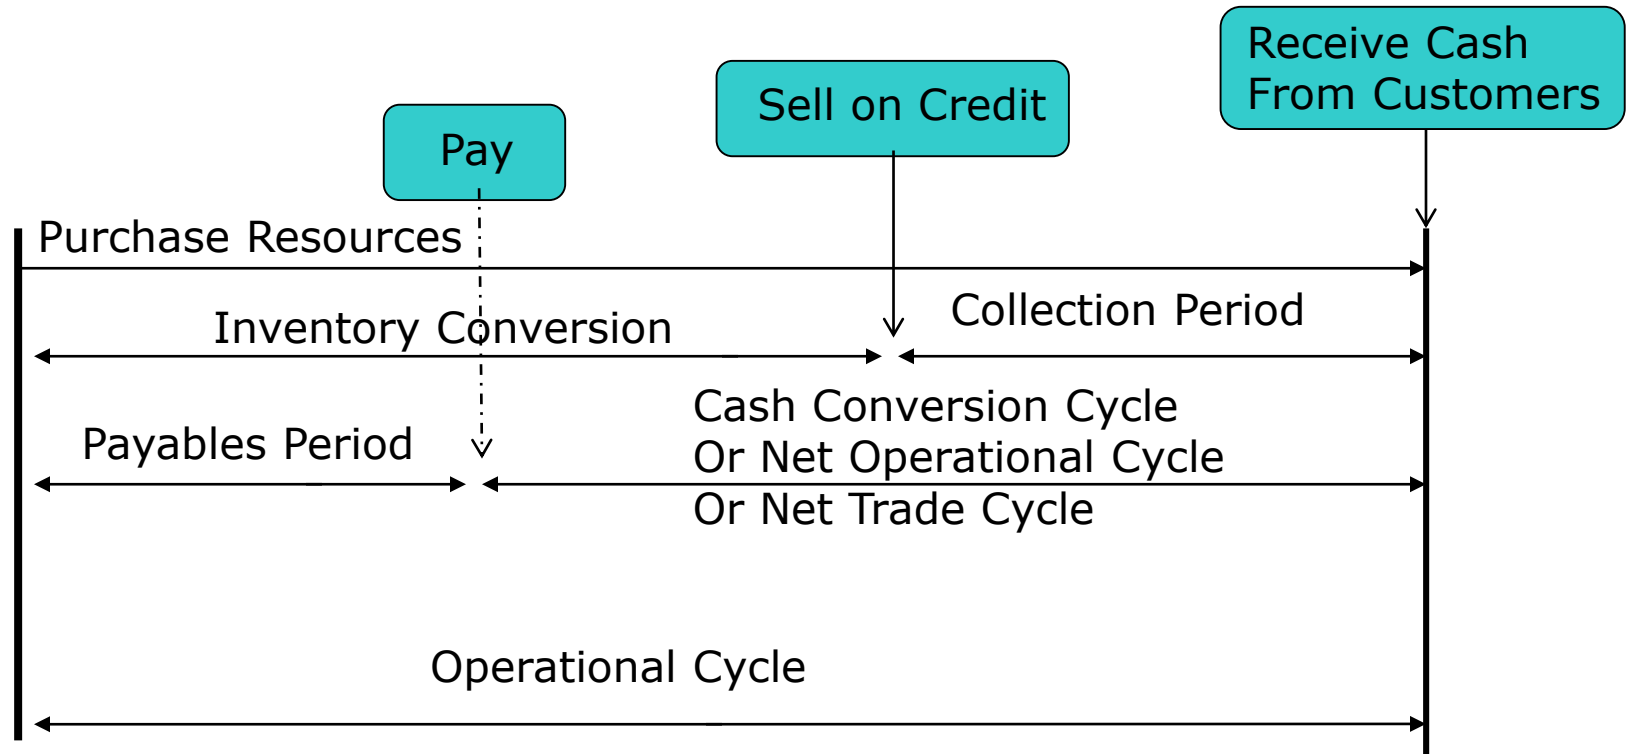 Receive Cash
From Customers
Sell on Credit
Pay
Purchase Resources
Collection Period
Inventory Conversion
Cash Conversion Cycle
Payables Period
Or Net Operational Cycle
Or Net Trade Cycle
Operational Cycle